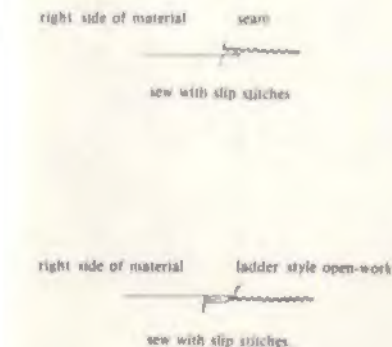 right side of material seam
sew with slip stitches
right side of material ladder style open-work
sew with slip stitches.